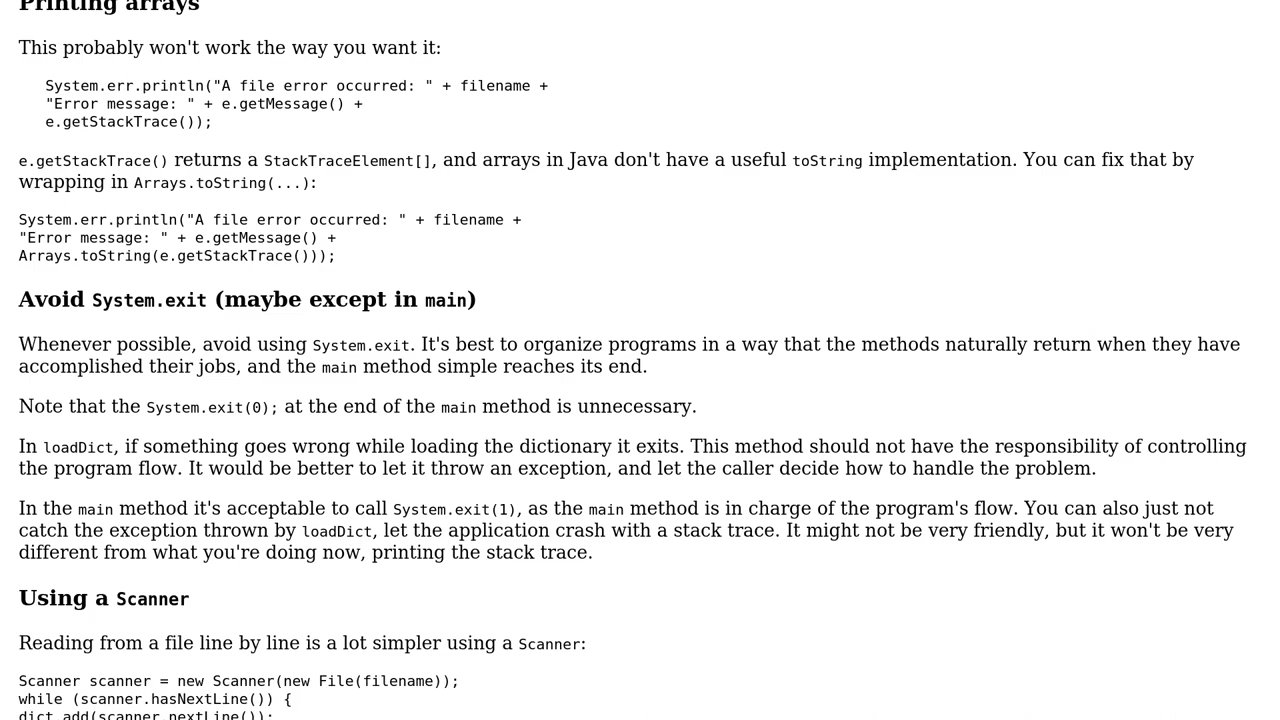 Printing arrays
This probably won't work the way you want it:
System.err.println("A file error occurred: " + filename +
"Error message: " + e.getMessage() +
e.getStackTrace());
e.getStackTrace() returns a StackTraceElement[], and arrays in Java don't have a useful toString implementation. You can fix that by
wrapping in Arrays.toString(...):
System.err.println("A file error occurred: " + filename +
"Error message: " + e.getMessage() +
Arrays.toString(e.getStackTrace()));
Avoid System.exit (maybe except in main)
Whenever possible, avoid using System.exit. It's best to organize programs in a way that the methods naturally return when they have
accomplished their jobs, and the main method simple reaches its end.
Note that the System.exit(0); at the end of the main method is unnecessary.
In loadDict, if something goes wrong while loading the dictionary it exits. This method should not have the responsibility of controlling
the program flow. It would be better to let it throw an exception, and let the caller decide how to handle the problem.
In the main method it's acceptable to call System.exit(1), as the main method is in charge of the program's flow. You can also just not
catch the exception thrown by loadDict, let the application crash with a stack trace. It might not be very friendly, but it won't be very
different from what you're doing now, printing the stack trace.
Using a Scanner
Reading from a file line by line is a lot simpler using a Scanner:
Scanner scanner = new Scanner(new File(filename));
while (scanner.hasNextLine()) {
dict.add(scanner.nextLine());